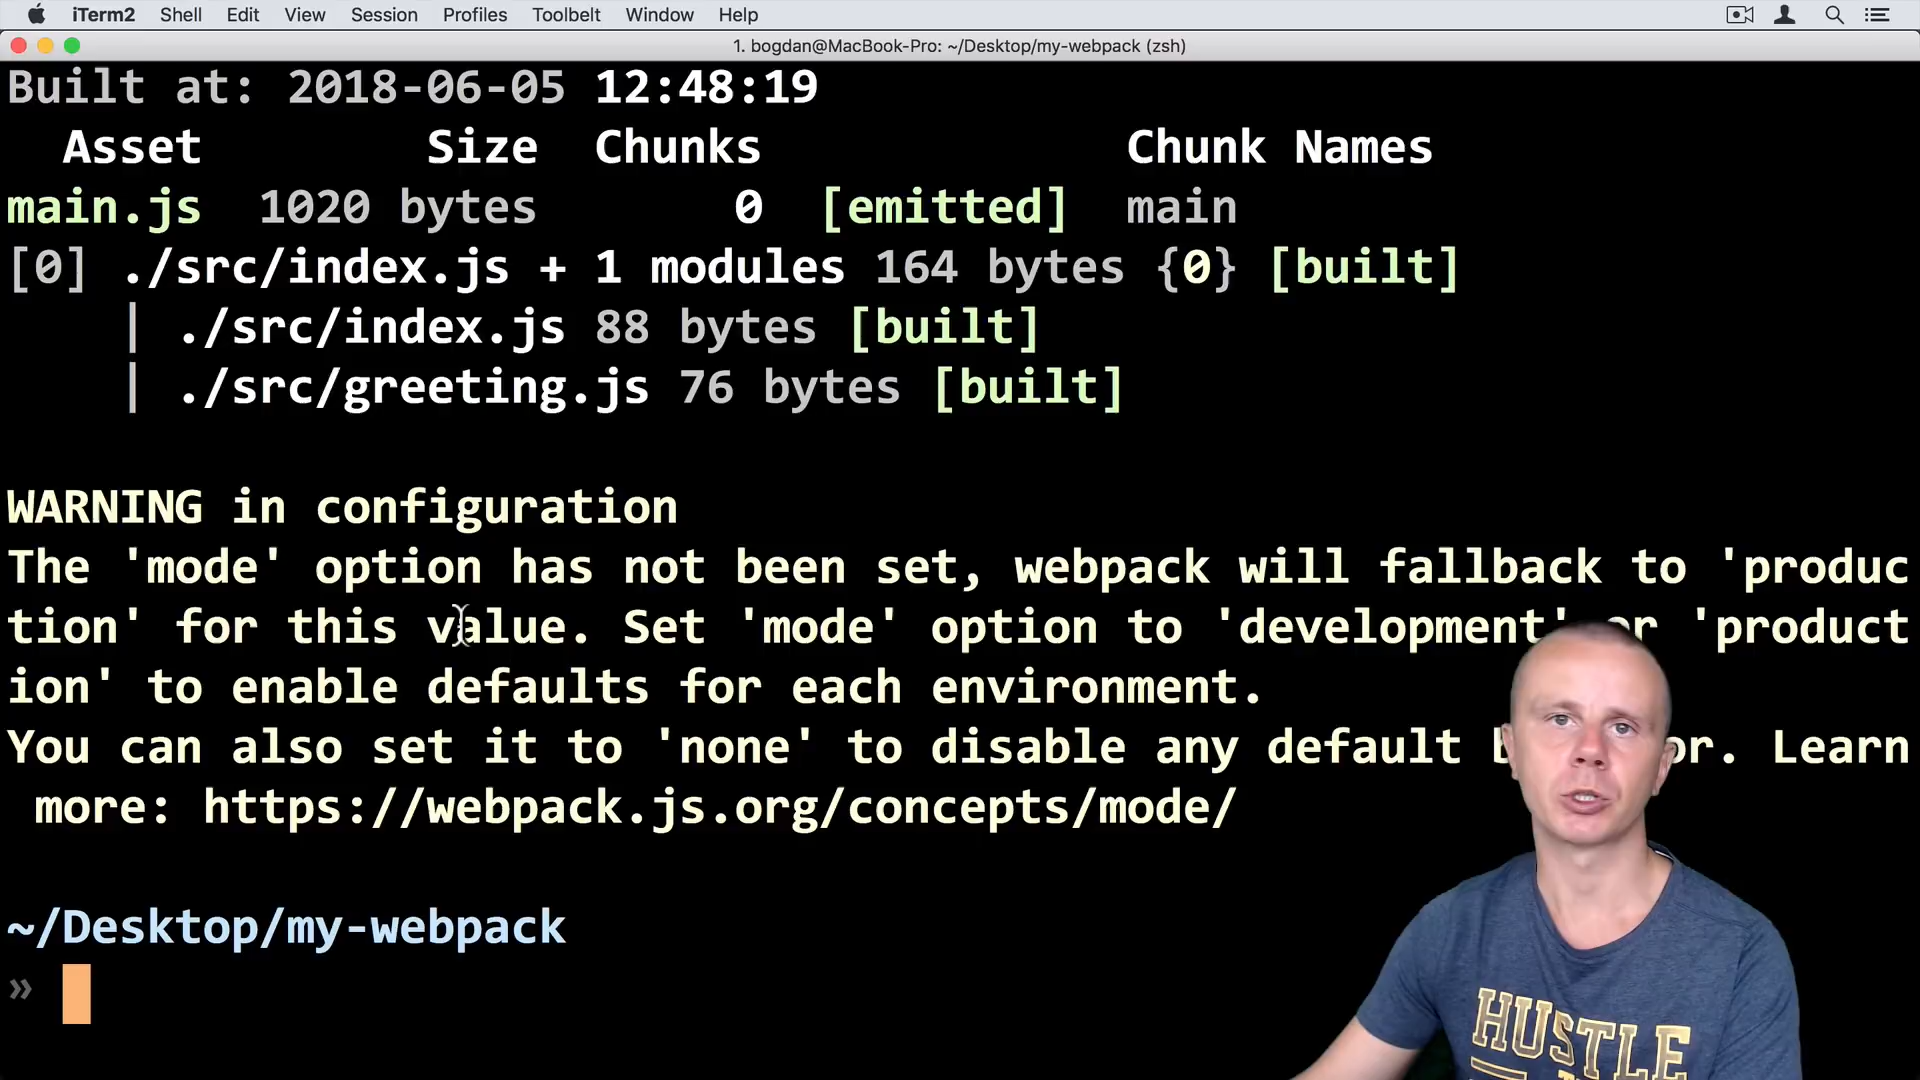 iTerm2 Shell Edit View Session Profiles Toolbelt Window Help
1. bogdan@MacBook-Pro: ~/Desktop/my-webpack (zsh)
Built at: 2018-06-05 12:48:19
Asset Size Chunks Chunk Names
main.js 1020 bytes 0 [emitted] main
[0] ./src/index.js + 1 modules 164 bytes {0} [built]
| ./src/index.js 88 bytes [built]
| ./src/greeting.js 76 bytes [built]
WARNING in configuration
The 'mode' option has not been set, webpack will fallback to 'produc
tion' for this value. Set 'mode' option to 'development' or 'product
ion' to enable defaults for each environment.
You can also set it to 'none' to disable any default Learn
more: https://webpack.js.org/concepts/mode/
~/Desktop/my-webpack
»
HUSTLE